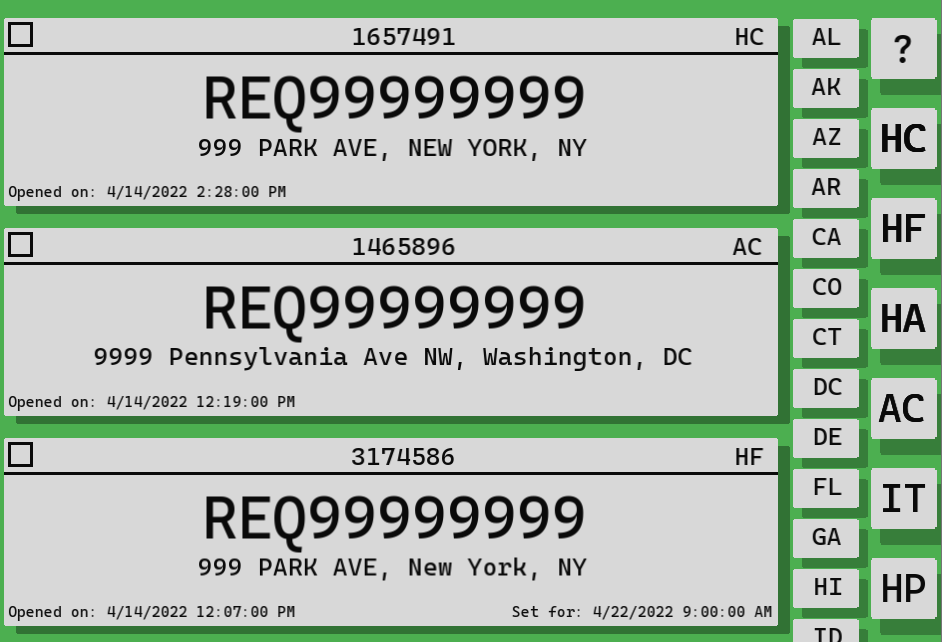 1657491 HC
REQ99999999
999 PARK AVE, NEW YORK, NY
Opened on: 4/14/2022 2:28:00 PM
1465896 AC
REQ99999999
9999 Pennsylvania Ave NW, Washington, DC
Opened on: 4/14/2022 12:19:00 PM
3174586 HF
REQ99999999
999 PARK AVE, New York, NY
Opened on: 4/14/2022 12:07:00 PM Set for: 4/22/2022 9:00:00 AM
AL
AK
AZ
AR
CA
CO
CT
DC
DE
FL
GA
HI
ID
?
HC
HF
HA
AC
IT
HP